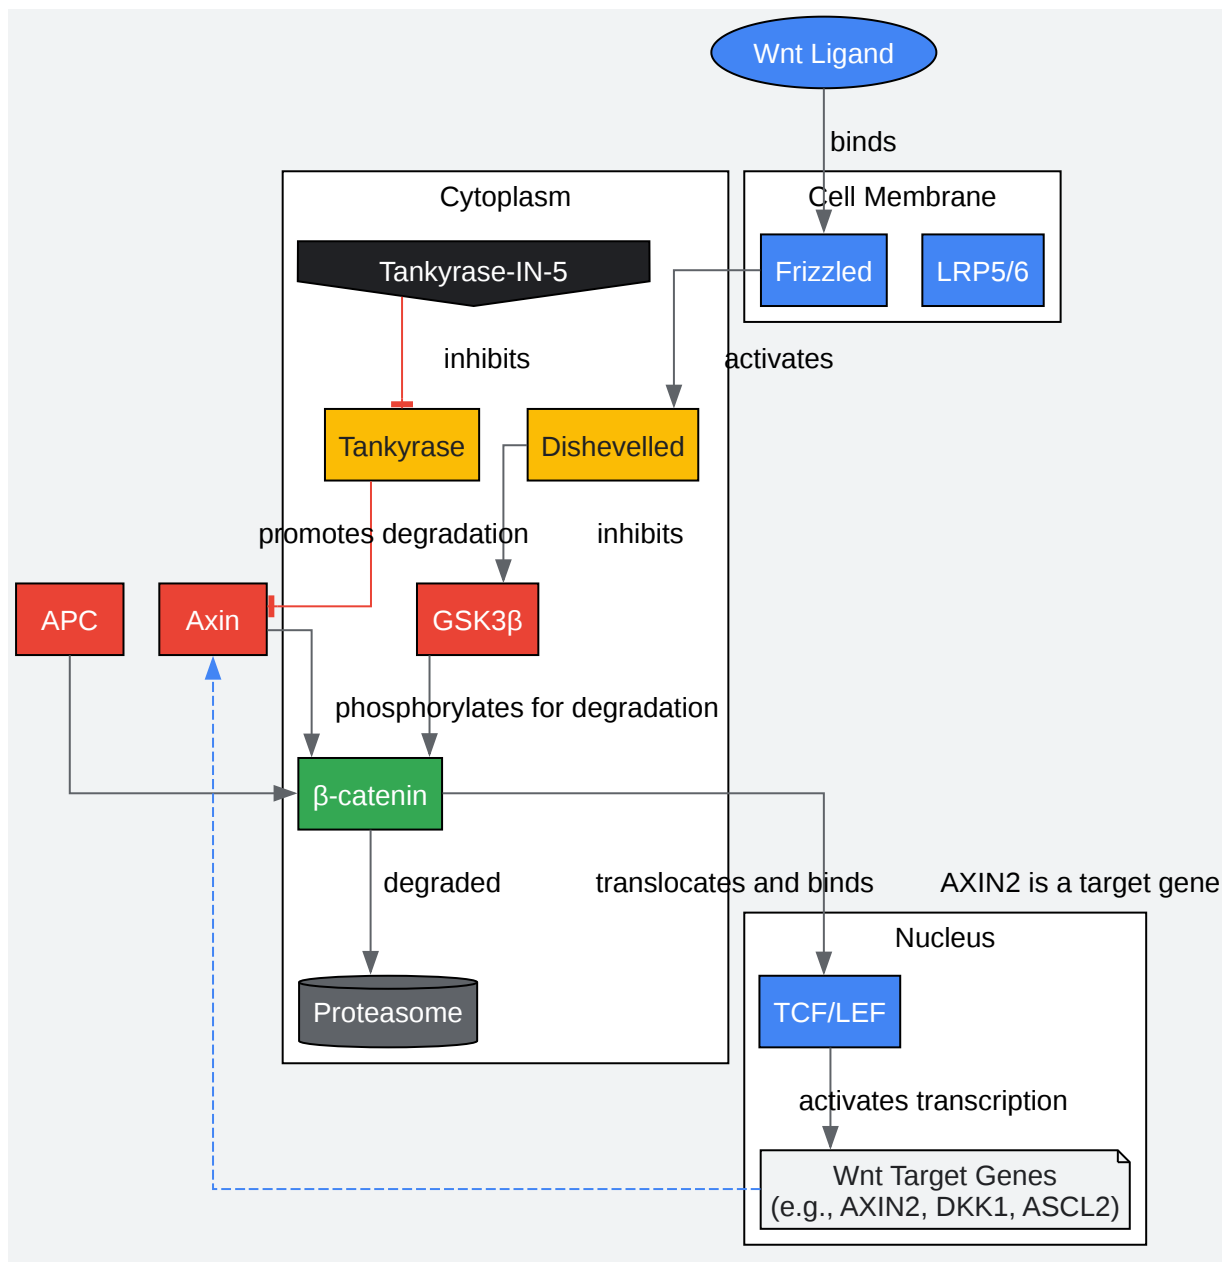 Wnt Ligand
binds
Cytoplasm
Cell Membrane
Tankyrase-IN-5
Frizzled
LRP5/6
inhibits
activates
Tankyrase
Dishevelled
promotes degradation
inhibits
APC
Axin
GSK3β
phosphorylates for degradation
β-catenin
degraded
translocates and binds
AXIN2 is a target gene
Nucleus
Proteasome
TCF/LEF
activates transcription
Wnt Target Genes
(e.g., AXIN2, DKK1, ASCL2)